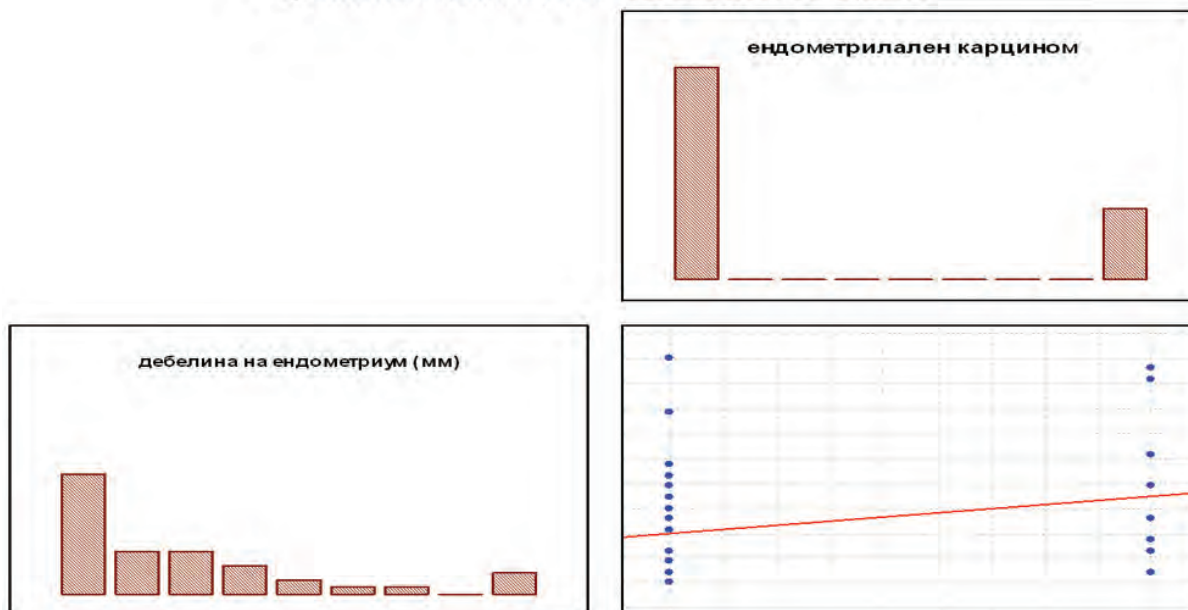 ендометрилален карцином
дебелина на ендометриум (мм)